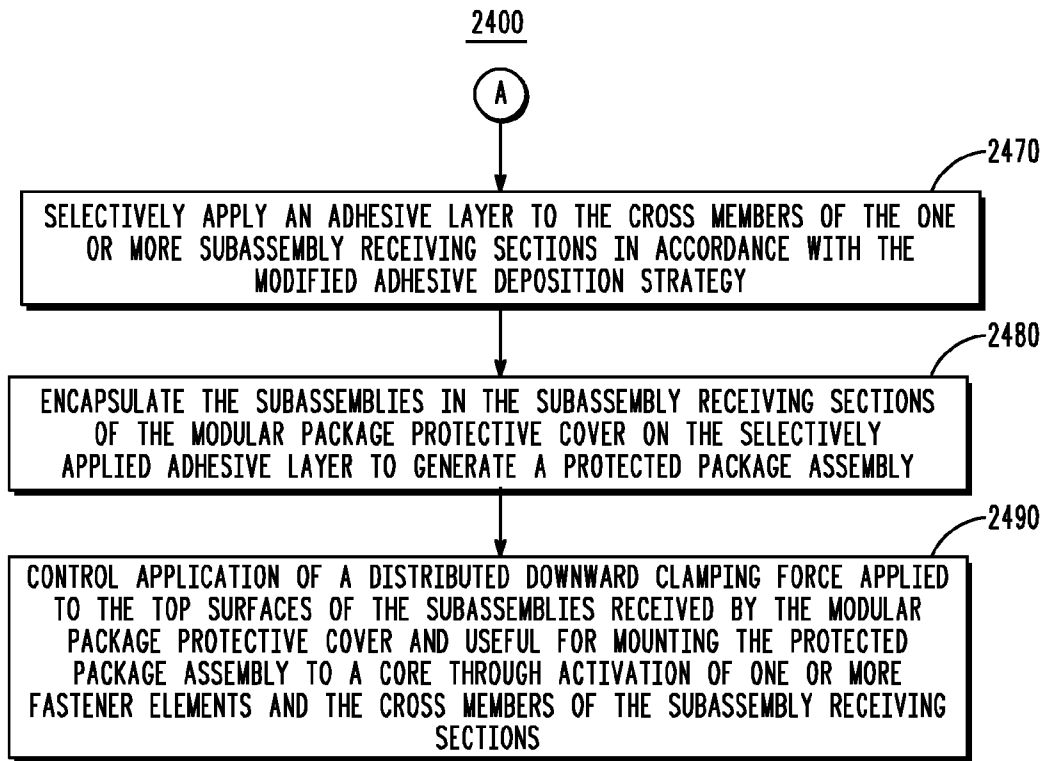 2400
A
2470
SELECTIVELY APPLY AN ADHESIVE LAYER TO THE CROSS MEMBERS OF THE ONE
OR MORE SUBASSEMBLY RECEIVING SECTIONS IN ACCORDANCE WITH THE
MODIFIED ADHESIVE DEPOSITION STRATEGY
2480
ENCAPSULATE THE SUBASSEMBLIES IN THE SUBASSEMBLY RECEIVING SECTIONS
OF THE MODULAR PACKAGE PROTECTIVE COVER ON THE SELECTIVELY
APPLIED ADHESIVE LAYER TO GENERATE A PROTECTED PACKAGE ASSEMBLY
2490
CONTROL APPLICATION OF A DISTRIBUTED DOWNWARD CLAMPING FORCE APPLIED
TO THE TOP SURFACES OF THE SUBASSEMBLIES RECEIVED BY THE MODULAR
PACKAGE PROTECTIVE COVER AND USEFUL FOR MOUNTING THE PROTECTED
PACKAGE ASSEMBLY TO A CORE THROUGH ACTIVATION OF ONE OR MORE
FASTENER ELEMENTS AND THE CROSS MEMBERS OF THE SUBASSEMBLY RECEIVING
SECTIONS